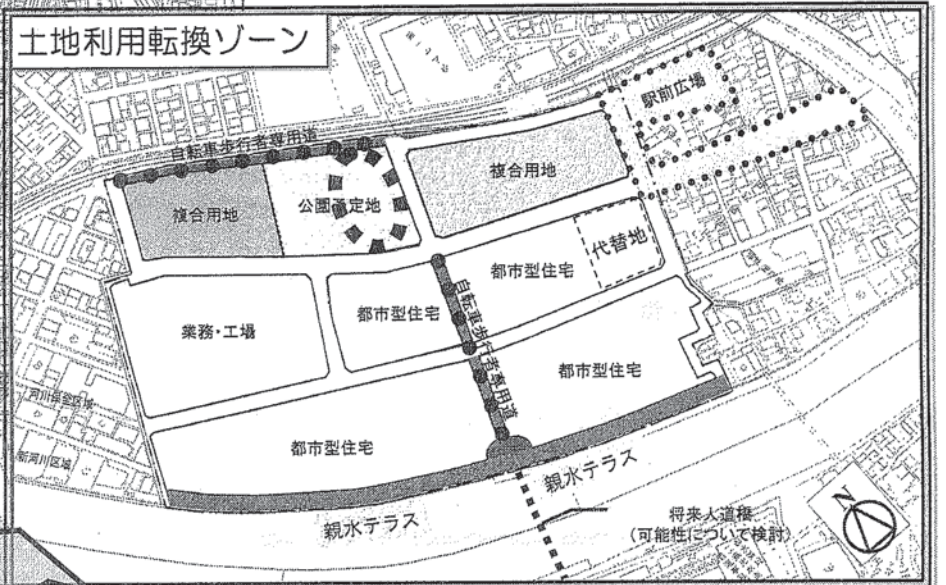 土地利用転換ゾーン
駅前広場
自転車歩行者専用道
複合用地
複合用地
公園予定地
代替地
都市型住宅
都市型住宅
業務・工場
自転車歩行者専用道
都市型住宅
都市型住宅
河川保全区域
新河川区域
親水テラス
親水テラス
将来人道橋
(可能性について検討)
N